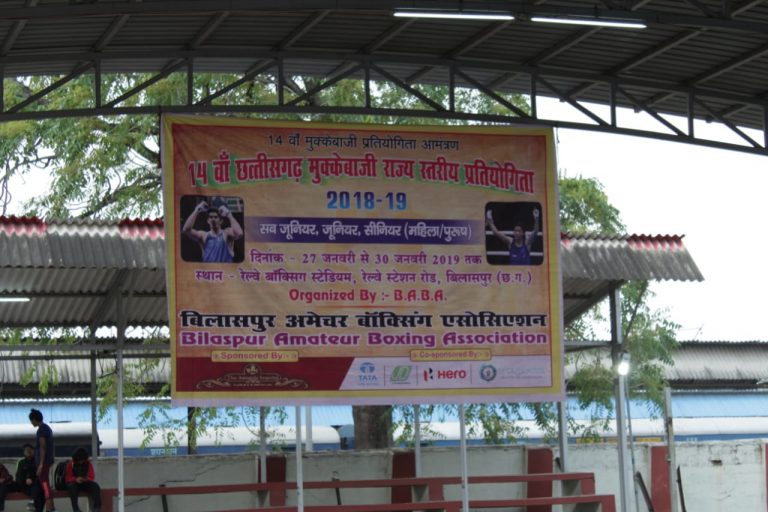 14 वाँ मुक्केबाजी प्रतियोगिता आमत्रण
14 वाँ छत्तीसगढ़ मुक्केबाजी राज्य स्तरीय प्रतियोगिता
2018-19
सब जूनियर, जूनियर, सीनियर (महिला/पुरूष)
दिनांक - 27 जनवरी से 30 जनवरी 2019 तक
स्थान - रेल्वे बॉक्सिग स्टेडियम, रेल्वे स्टेशन रोड, बिलासपुर (छ.ग.)
Organized By :- B.A.B.A.
बिलासपुर अमेचर बॉक्सिंग एसोसिएशन
Bilaspur Amateur Boxing Association
Sponsored By:-
Co-sponsored By :-
TATA
Hero